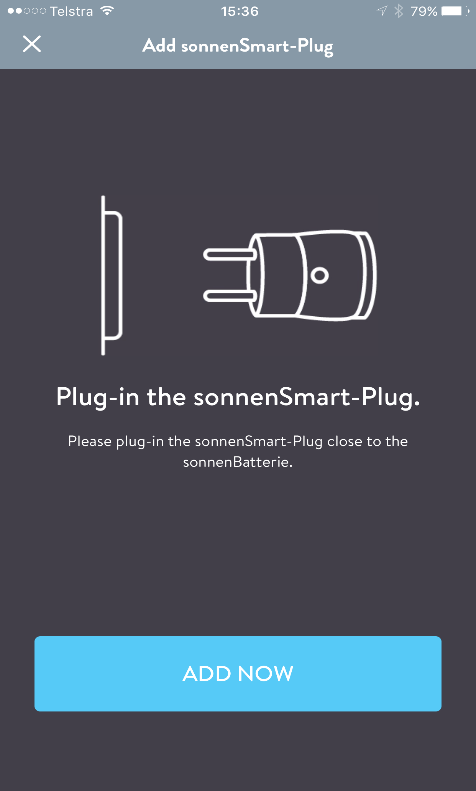 Telstra 15:36 79%
Add sonnenSmart-Plug
Plug-in the sonnenSmart-Plug.
Please plug-in the sonnenSmart-Plug close to the
sonnenBatterie.
ADD NOW